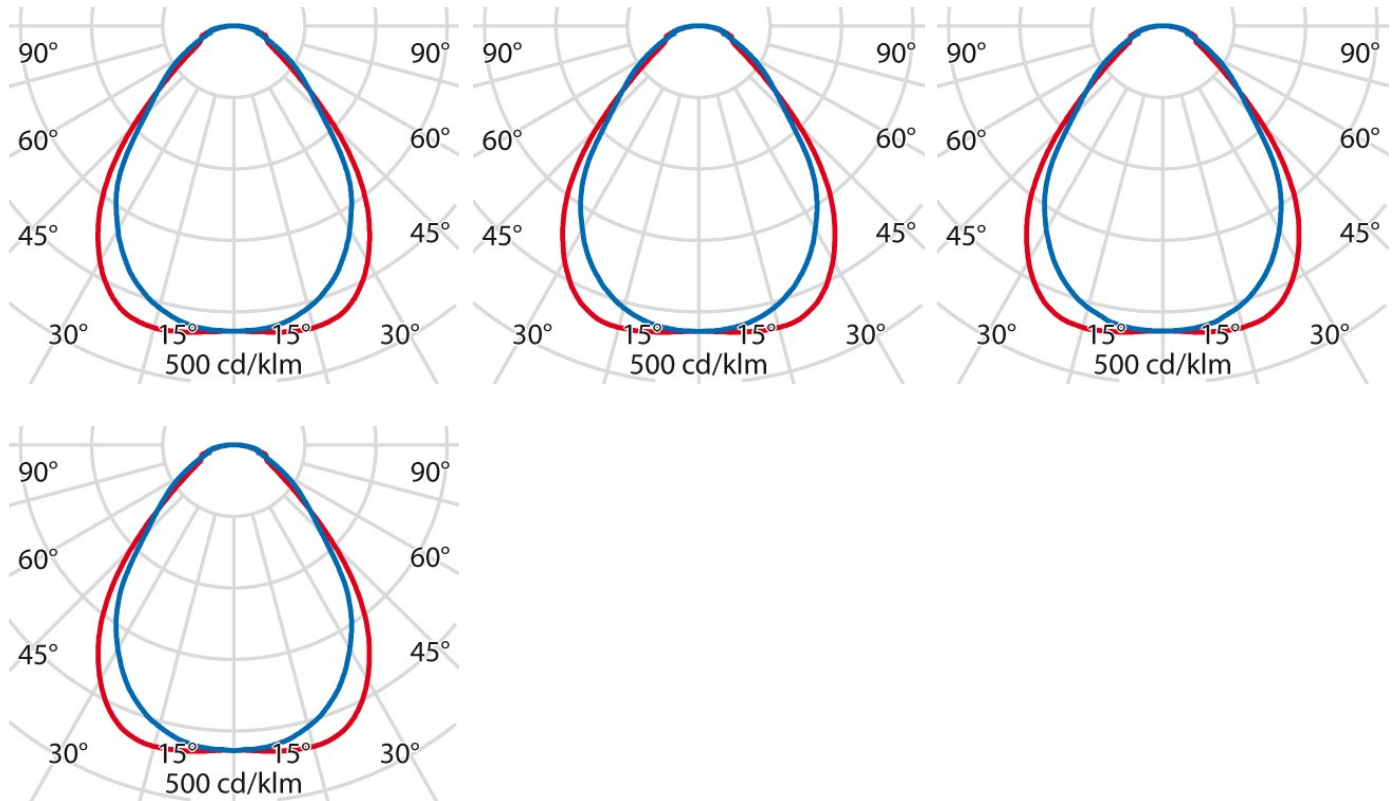 90° 90° 90° 90° 90° 90°
60° 60° 60° 60° 60° 60°
45° 45° 45° 45° 45° 45°
30° 15° 15° 30° 30° 15° 15° 30° 30° 15° 15° 30°
500 cd/klm 500 cd/klm 500 cd/klm
90° 90°
60° 60°
45° 45°
30° 15° 15° 30°
500 cd/klm